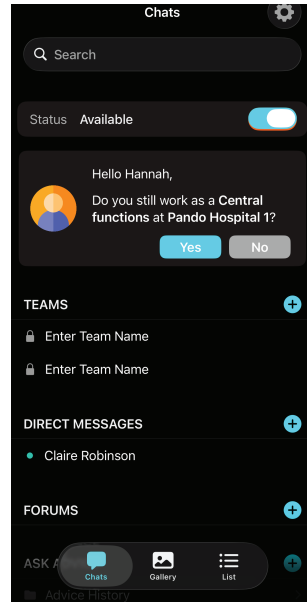 Chats
Search
Status Available
Hello Hannah,
Do you still work as a Central
functions at Pando Hospital 1?
Yes No
TEAMS
Enter Team Name
Enter Team Name
DIRECT MESSAGES
Claire Robinson
FORUMS
ASK
Chats Gallery List
Advice History